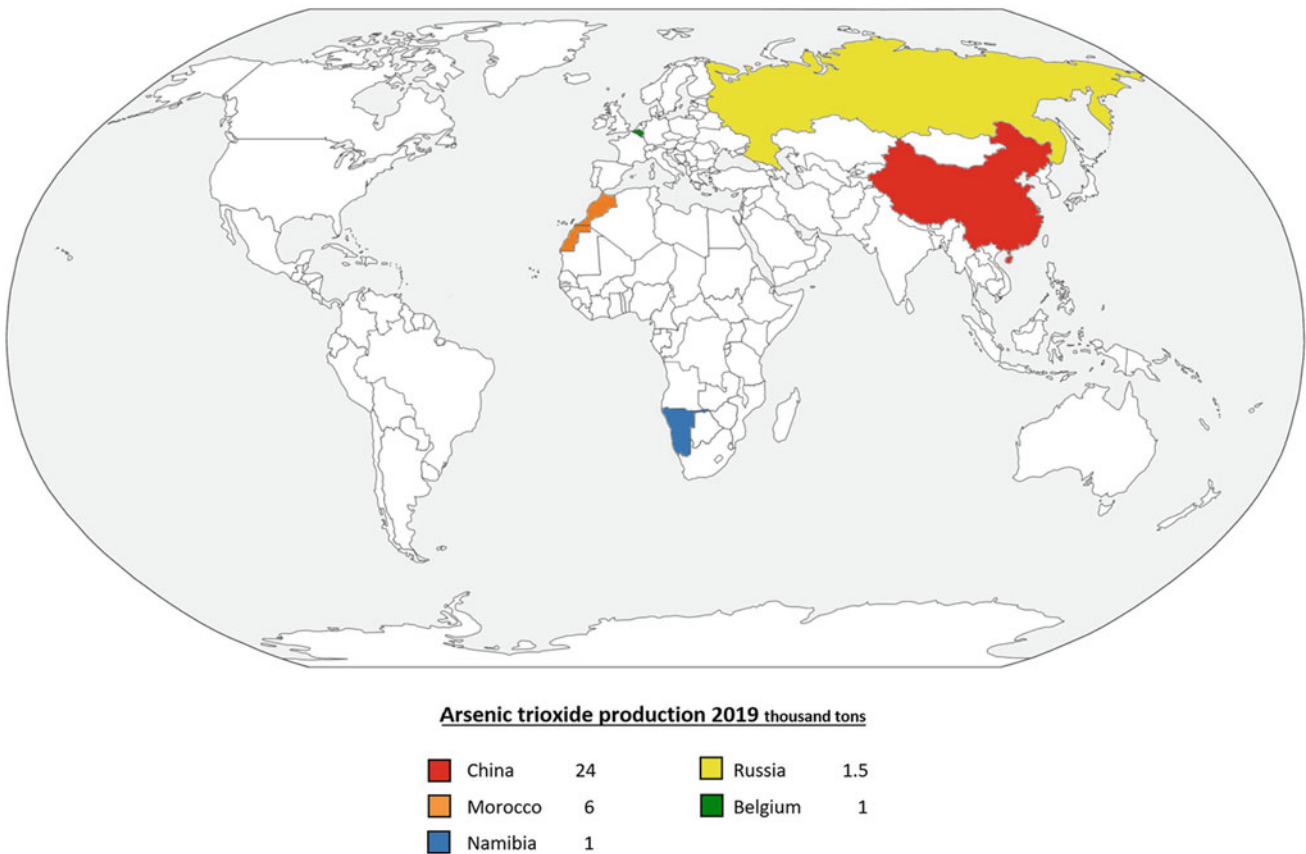 Arsenic trioxide production 2019 thousand tons
China 24
Russia 1.5
Morocco 6
Belgium 1
Namibia 1